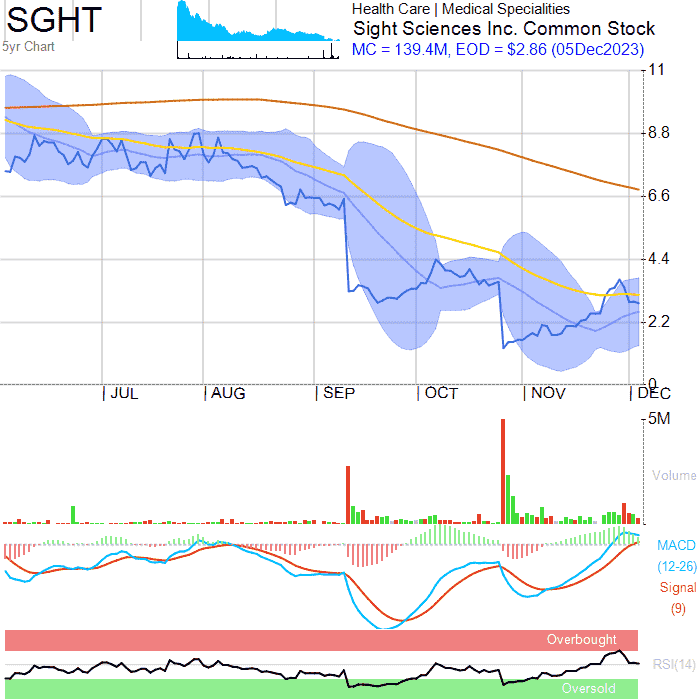 SGHT
5yr Chart
Health Care | Medical Specialities
Sight Sciences Inc. Common Stock
MC = 139.4M, EOD = $2.86 (05Dec2023)
11
8.8
6.6
4.4
2.2
0
| JUL | AUG | SEP | OCT | NOV | DEC
5M
Volume
MACD
(12-26)
Signal
(9)
Overbought
RSI(14)
Oversold